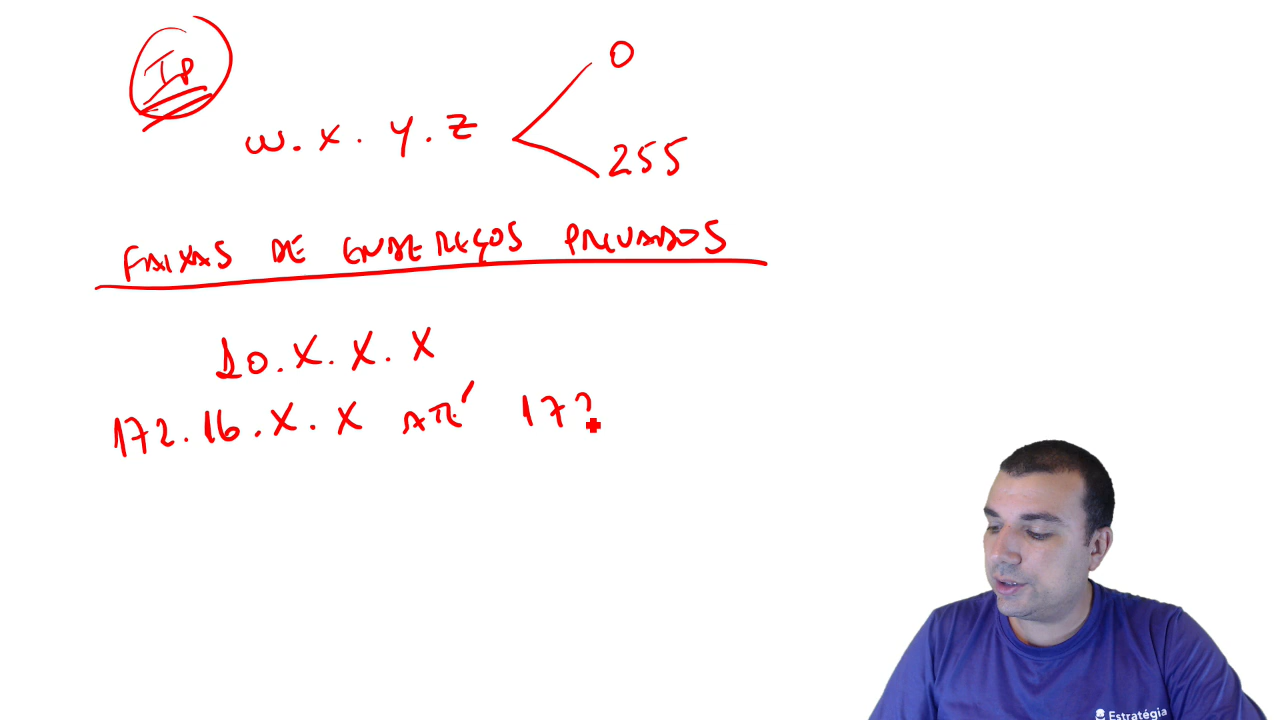 IP
W. X. Y. Z
0
255
FAIXAS DE ENDEREÇOS PRIVADOS
10. X. X. X
172. 16. X. X ATÉ 172
Estratégia